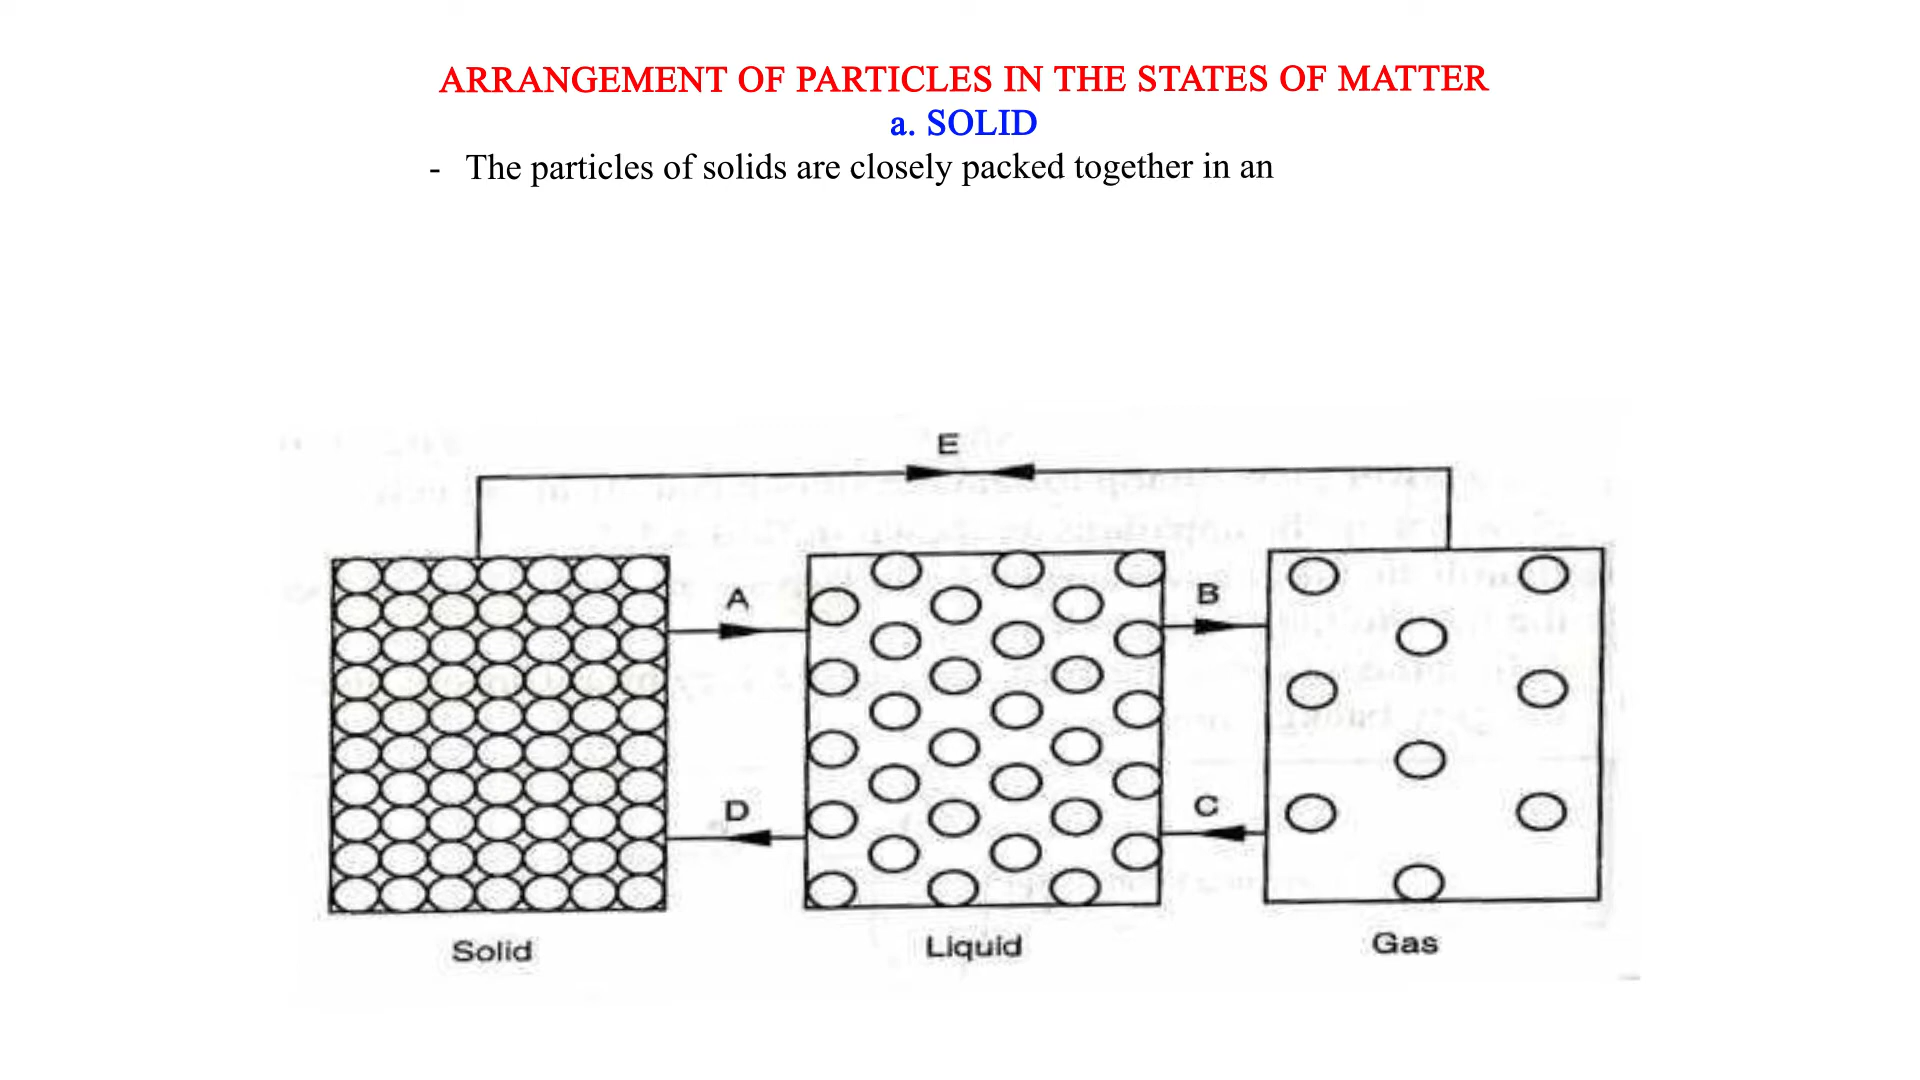 ARRANGEMENT OF PARTICLES IN THE STATES OF MATTER
a. SOLID
- The particles of solids are closely packed together in an
E
A
B
D
C
Solid
Liquid
Gas